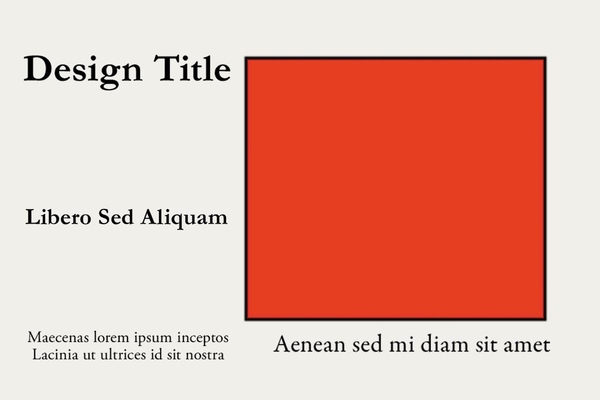 Design Title
Libero Sed Aliquam
Maecenas lorem ipsum inceptos
Lacinia ut ultrices id sit nostra
Aenean sed mi diam sit amet